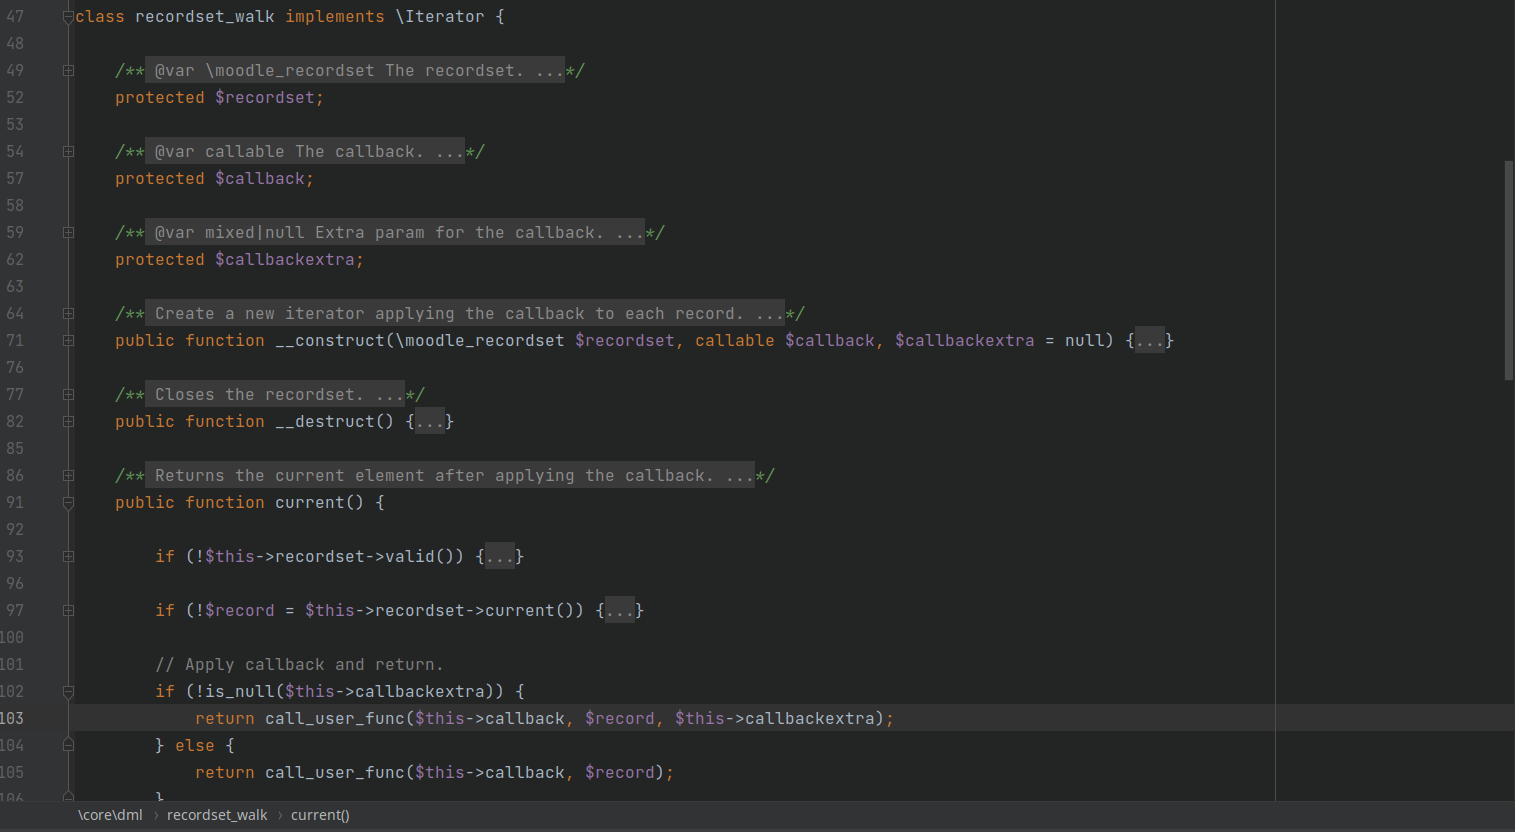 47 class recordset_walk implements \Iterator {
48
49 /** @var \moodle_recordset The recordset. ...*/
52 protected $recordset;
53
54 /** @var callable The callback. ...*/
57 protected $callback;
58
59 /** @var mixed|null Extra param for the callback. ...*/
62 protected $callbackextra;
63
64 /** Create a new iterator applying the callback to each record. ...*/
71 public function __construct(\moodle_recordset $recordset, callable $callback, $callbackextra = null) {...}
76
77 /** Closes the recordset. ...*/
82 public function __destruct() {...}
85
86 /** Returns the current element after applying the callback. ...*/
91 public function current() {
92
93 if (!$this->recordset->valid()) {...}
96
97 if (!$record = $this->recordset->current()) {...}
100
101 // Apply callback and return.
102 if (!is_null($this->callbackextra)) {
103 return call_user_func($this->callback, $record, $this->callbackextra);
104 } else {
105 return call_user_func($this->callback, $record);
106 }
\core\dml › recordset_walk › current()